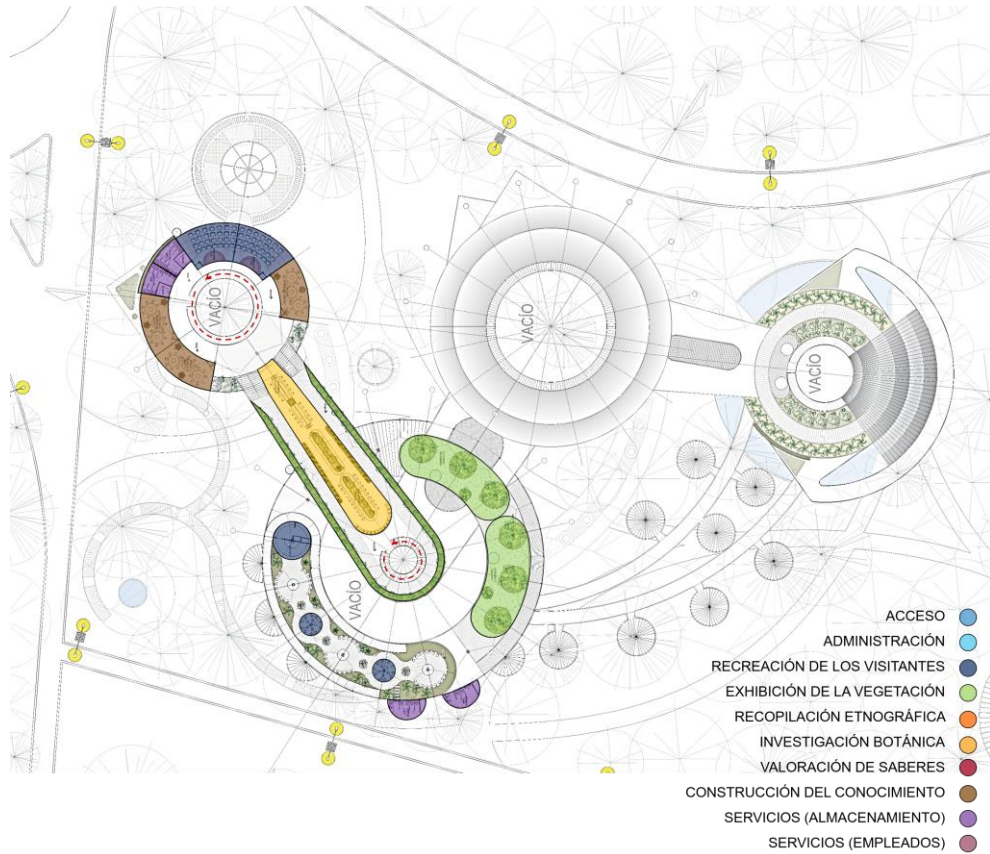 VACÍO
VACÍO
VACÍO
VACÍO
ACCESO
ADMINISTRACIÓN
RECREACIÓN DE LOS VISITANTES
EXHIBICIÓN DE LA VEGETACIÓN
RECOPILACIÓN ETNOGRÁFICA
INVESTIGACIÓN BOTÁNICA
VALORACIÓN DE SABERES
CONSTRUCCIÓN DEL CONOCIMIENTO
SERVICIOS (ALMACENAMIENTO)
SERVICIOS (EMPLEADOS)